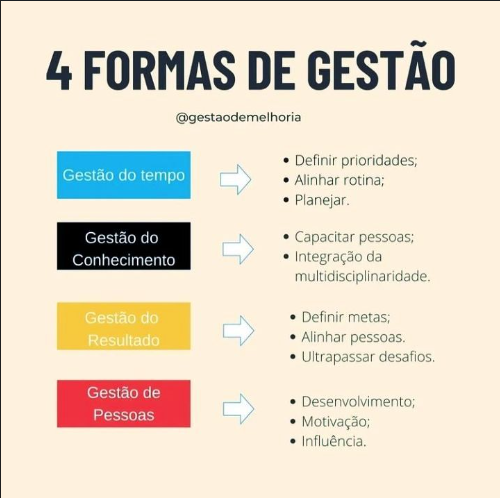 4 FORMAS DE GESTÃO
@gestaodemelhoria
Gestão do tempo
• Definir prioridades;
• Alinhar rotina;
• Planejar.
Gestão do
Conhecimento
• Capacitar pessoas;
• Integração da
multidisciplinaridade.
Gestão do
Resultado
• Definir metas;
• Alinhar pessoas.
• Ultrapassar desafios.
Gestão de
Pessoas
• Desenvolvimento;
• Motivação;
• Influência.